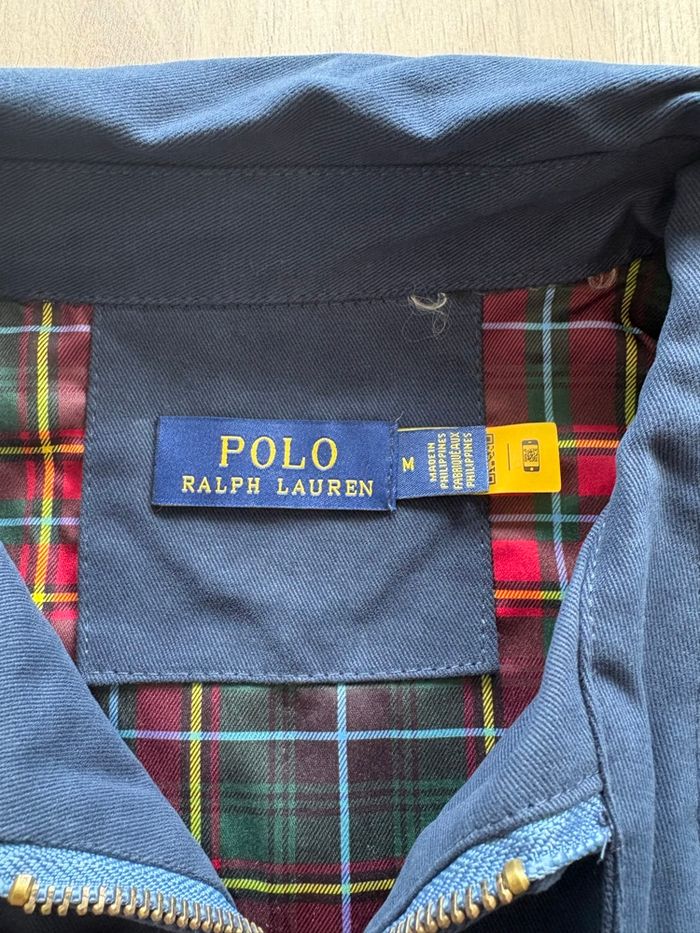 POLO
RALPH LAUREN
M
MADE IN
PHILIPPINES
FABRIQUÉ AUX
PHILIPPINES